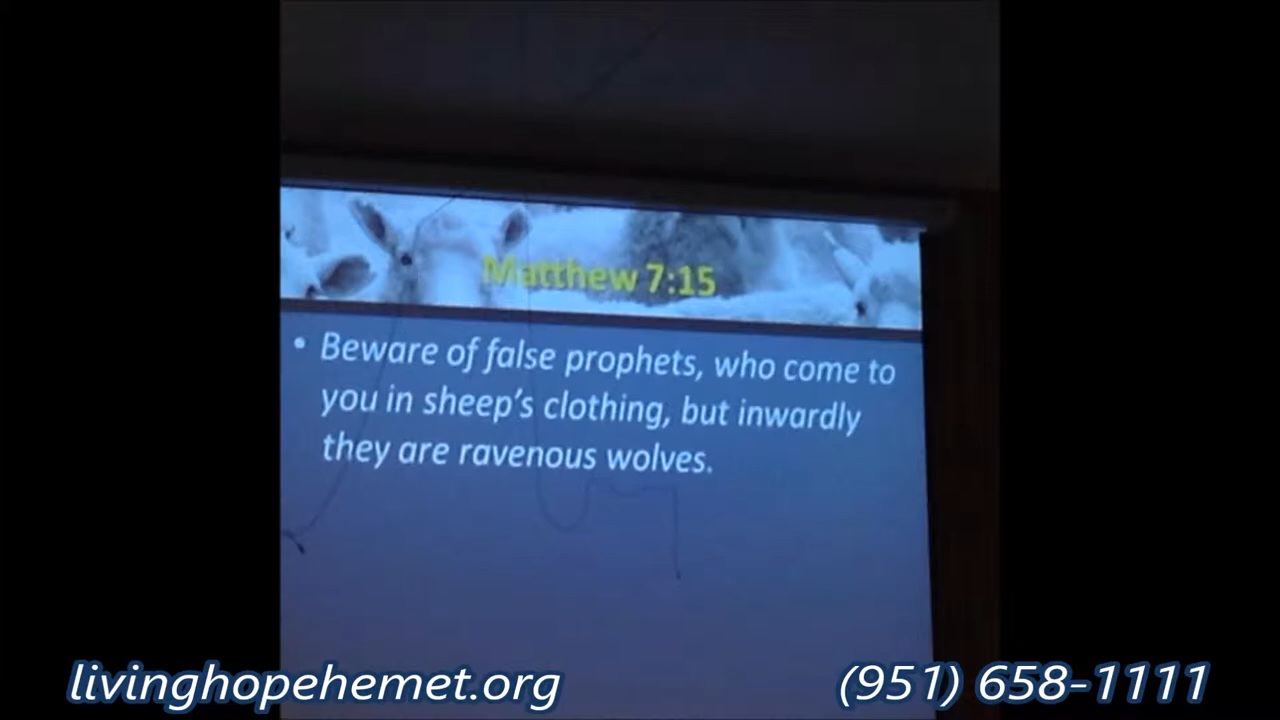 Matthew 7:15
• Beware of false prophets, who come to
you in sheep's clothing, but inwardly
they are ravenous wolves.
livinghopehemet.org
(951) 658-1111